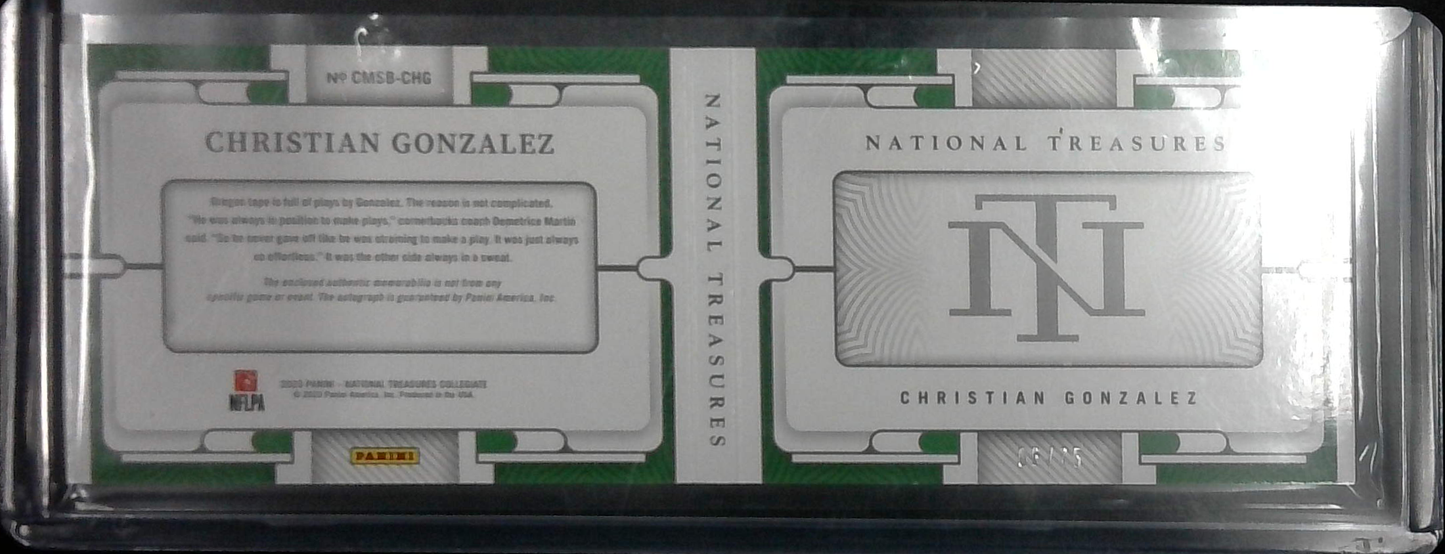 Nº CMSB-CHG
CHRISTIAN GONZALEZ
Oregon tape is full of plays by Gonzalez. The reason is not complicated.
"He was always in position to make plays," cornerbacks coach Demetrice Martin
said. "So he never gave off like he was straining to make a play. It was just always
so effortless." It was the other side always in a sweat.
The enclosed authentic memorabilia is not from any
specific game or event. The autograph is guaranteed by Panini America, Inc.
NFLPA
2023 PANINI – NATIONAL TREASURES COLLEGIATE
© 2023 Panini America, Inc. Produced in the USA.
PANINI
NATIONAL TREASURES
NATIONAL TREASURES
NT
CHRISTIAN GONZALEZ